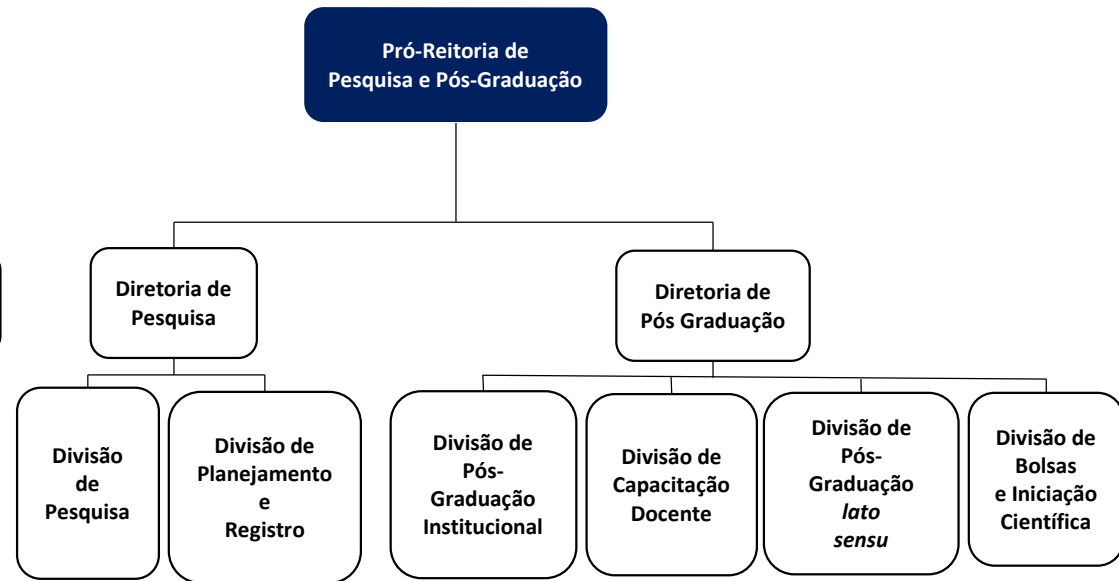 Pró-Reitoria de
Pesquisa e Pós-Graduação
Diretoria de
Pesquisa
Diretoria de
Pós Graduação
Divisão
de
Pesquisa
Divisão de
Planejamento
e
Registro
Divisão de
Pós-
Graduação
Institucional
Divisão de
Capacitação
Docente
Divisão de
Pós-
Graduação
lato
sensu
Divisão de
Bolsas
e Iniciação
Científica